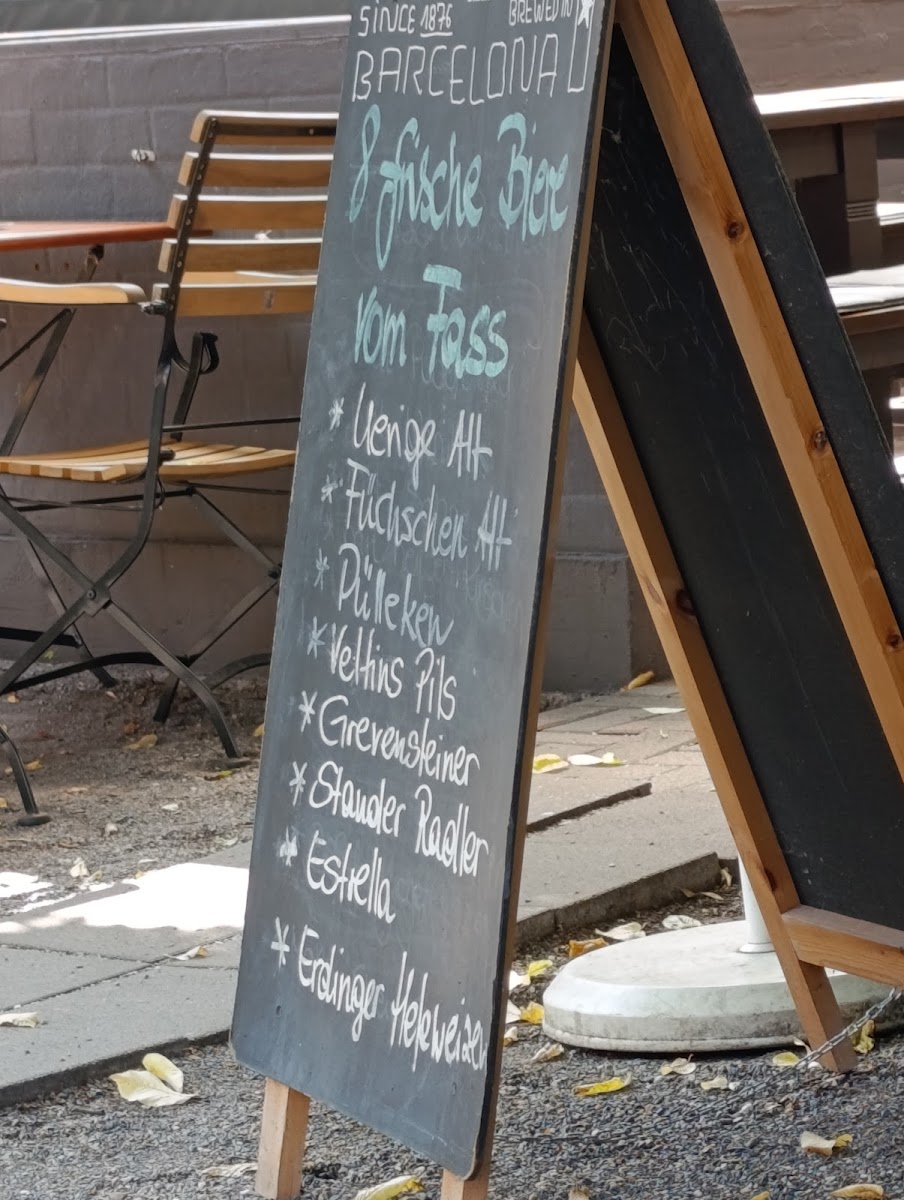 SINCE 1876 BREWED IN
BARCELONA
8 frische Biere
vom Fass
* Uerige Alt
* Füchschen Alt
* Pülleken
* Veltins Pils
* Grevensteiner
* Stauder Radler
* Estrella
* Erdinger Hefeweizen